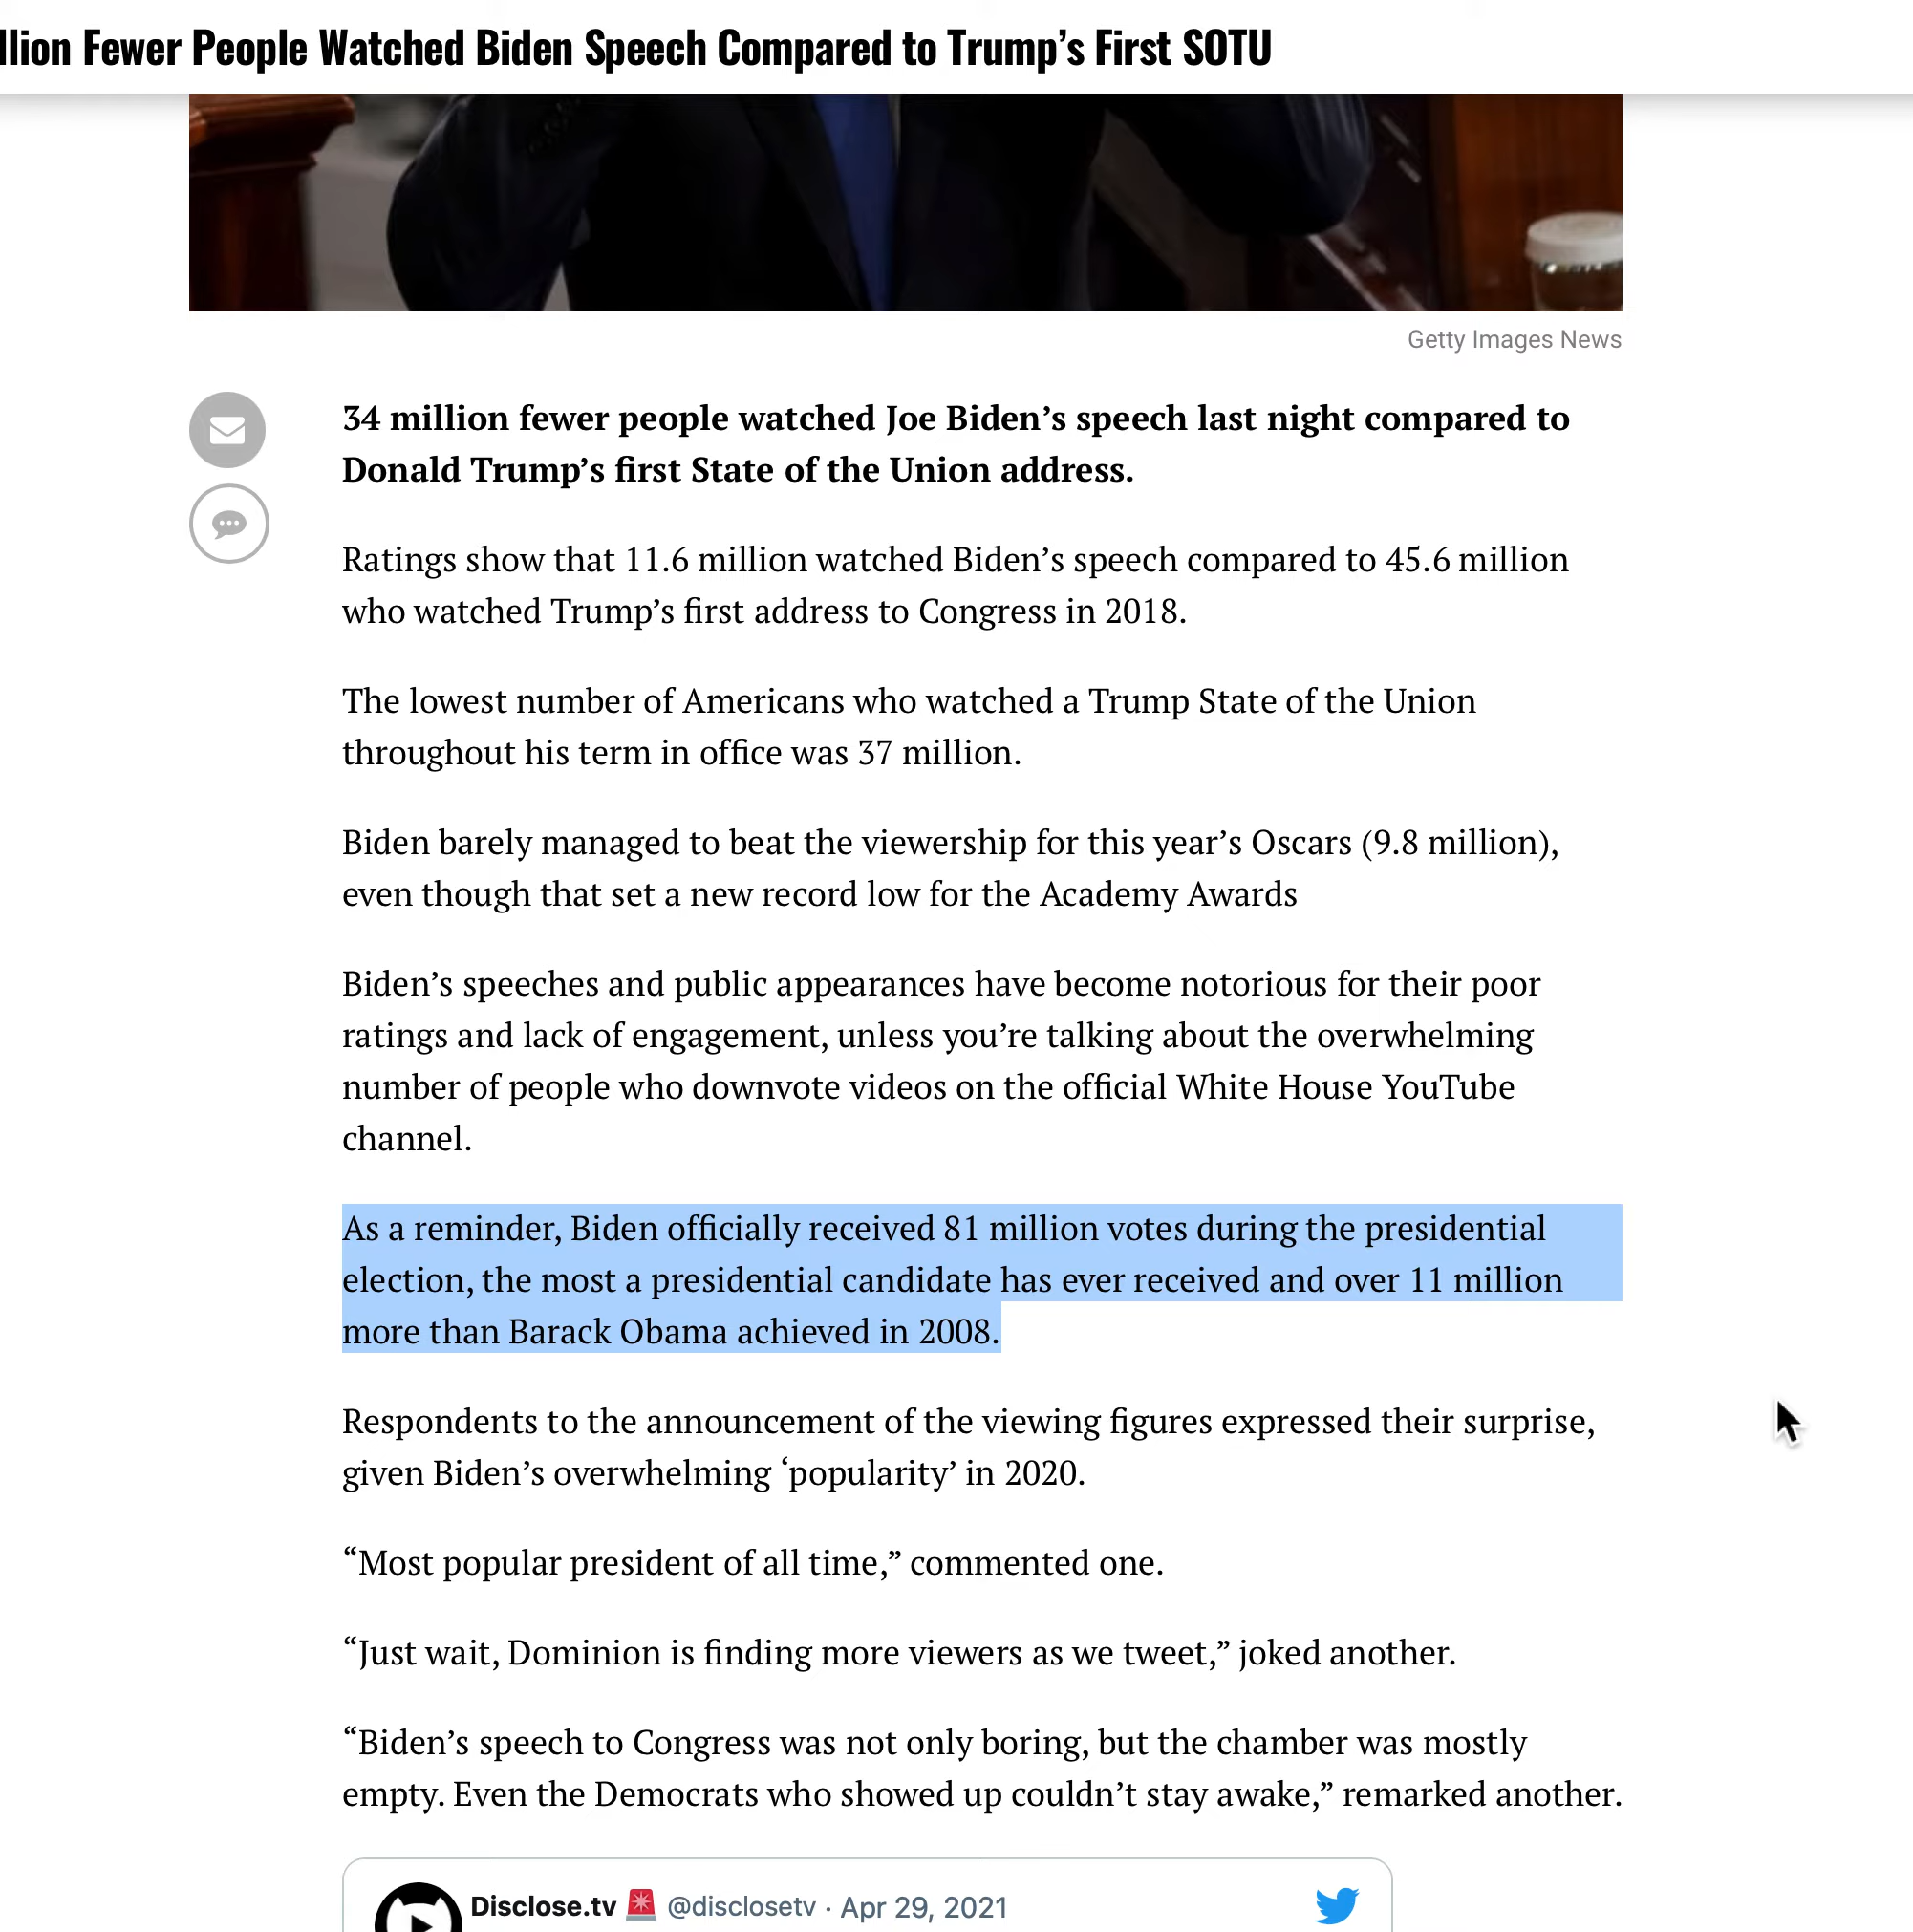 llion Fewer People Watched Biden Speech Compared to Trump’s First SOTU
Getty Images News
34 million fewer people watched Joe Biden’s speech last night compared to
Donald Trump’s first State of the Union address.
Ratings show that 11.6 million watched Biden’s speech compared to 45.6 million
who watched Trump’s first address to Congress in 2018.
The lowest number of Americans who watched a Trump State of the Union
throughout his term in office was 37 million.
Biden barely managed to beat the viewership for this year’s Oscars (9.8 million),
even though that set a new record low for the Academy Awards
Biden’s speeches and public appearances have become notorious for their poor
ratings and lack of engagement, unless you’re talking about the overwhelming
number of people who downvote videos on the official White House YouTube
channel.
As a reminder, Biden officially received 81 million votes during the presidential
election, the most a presidential candidate has ever received and over 11 million
more than Barack Obama achieved in 2008.
Respondents to the announcement of the viewing figures expressed their surprise,
given Biden’s overwhelming ‘popularity’ in 2020.
“Most popular president of all time,” commented one.
“Just wait, Dominion is finding more viewers as we tweet,” joked another.
“Biden’s speech to Congress was not only boring, but the chamber was mostly
empty. Even the Democrats who showed up couldn’t stay awake,” remarked another.
Disclose.tv 🚨 @disclosetv · Apr 29, 2021